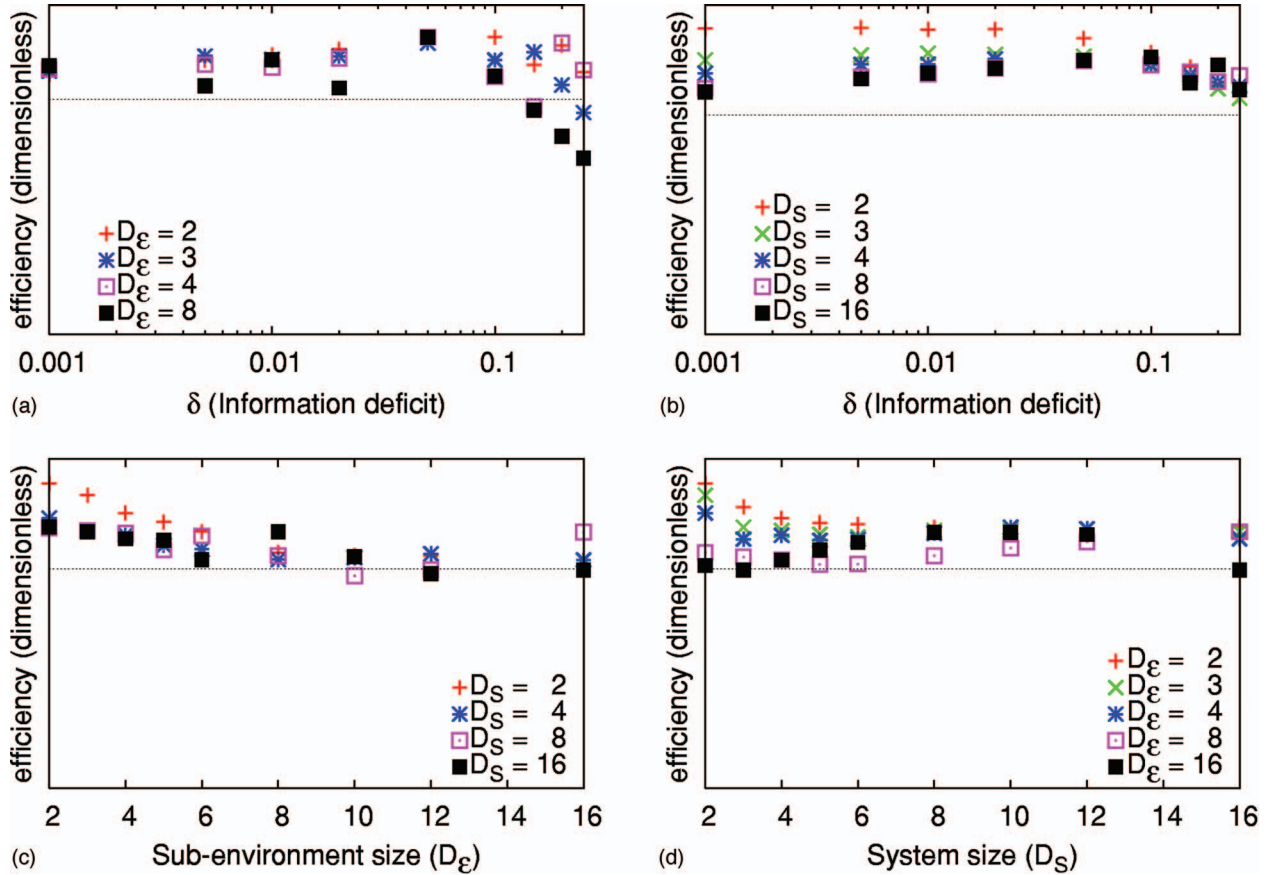 efficiency (dimensionless)
D_ε = 2
D_ε = 3
D_ε = 4
D_ε = 8
0.001 0.01 0.1
δ (Information deficit)
(a)
efficiency (dimensionless)
D_S = 2
D_S = 3
D_S = 4
D_S = 8
D_S = 16
0.001 0.01 0.1
δ (Information deficit)
(b)
efficiency (dimensionless)
D_S = 2
D_S = 4
D_S = 8
D_S = 16
2 4 6 8 10 12 14 16
Sub-environment size (D_ε)
(c)
efficiency (dimensionless)
D_ε = 2
D_ε = 3
D_ε = 4
D_ε = 8
D_ε = 16
2 4 6 8 10 12 14 16
System size (D_S)
(d)